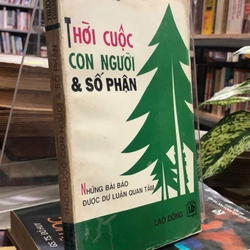 THỜI CUỘC
CON NGƯỜI
& SỐ PHẬN
NHỮNG BÀI BÁO
ĐƯỢC DƯ LUẬN QUAN TÂM
LAO ĐỘNG